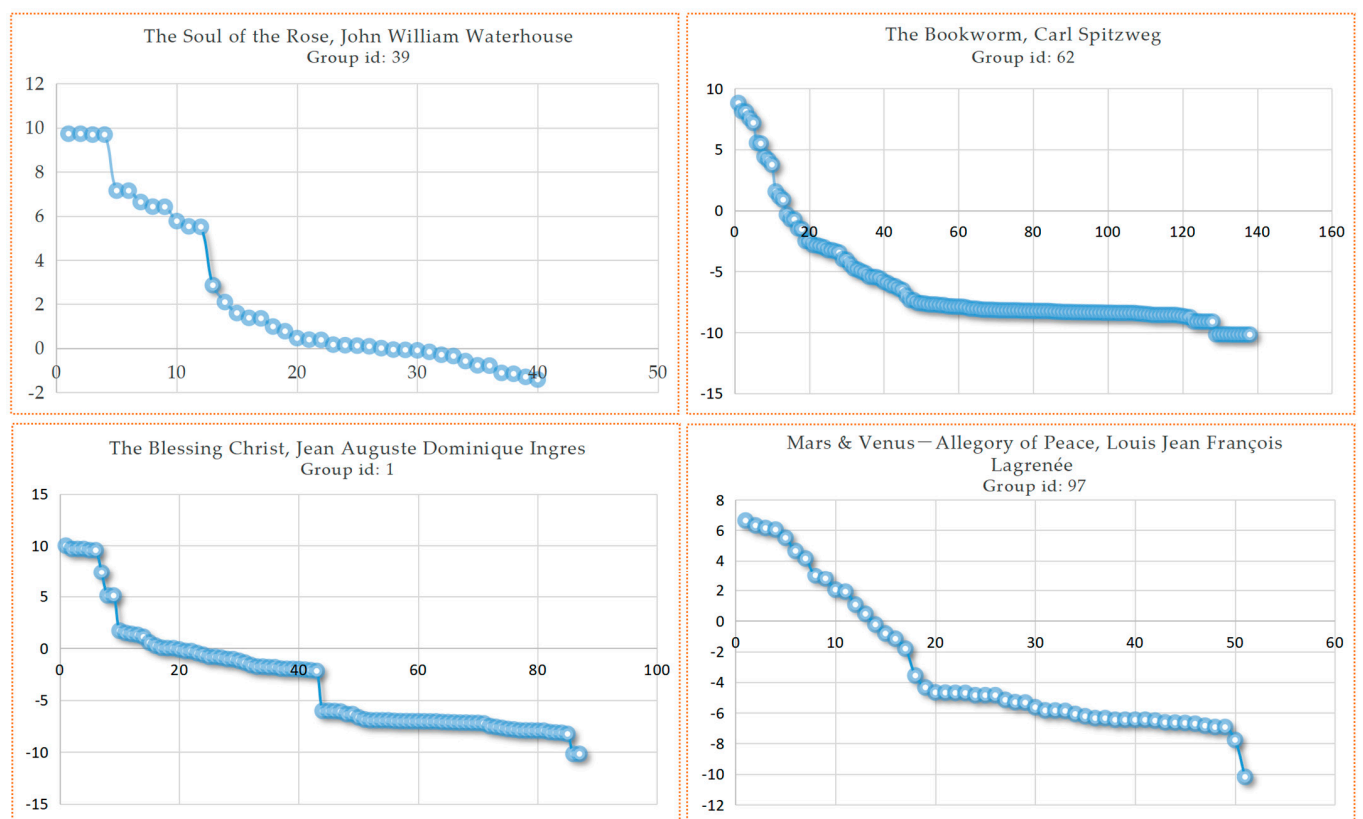 The Soul of the Rose, John William Waterhouse
Group id: 39
12
10
8
6
4
2
0
-2
0 10 20 30 40 50
The Bookworm, Carl Spitzweg
Group id: 62
10
5
0
-5
-10
-15
0 20 40 60 80 100 120 140 160
The Blessing Christ, Jean Auguste Dominique Ingres
Group id: 1
15
10
5
0
-5
-10
-15
0 20 40 60 80 100
Mars & Venus—Allegory of Peace, Louis Jean François
Lagrenée
Group id: 97
8
6
4
2
0
-2
-4
-6
-8
-10
-12
0 10 20 30 40 50 60